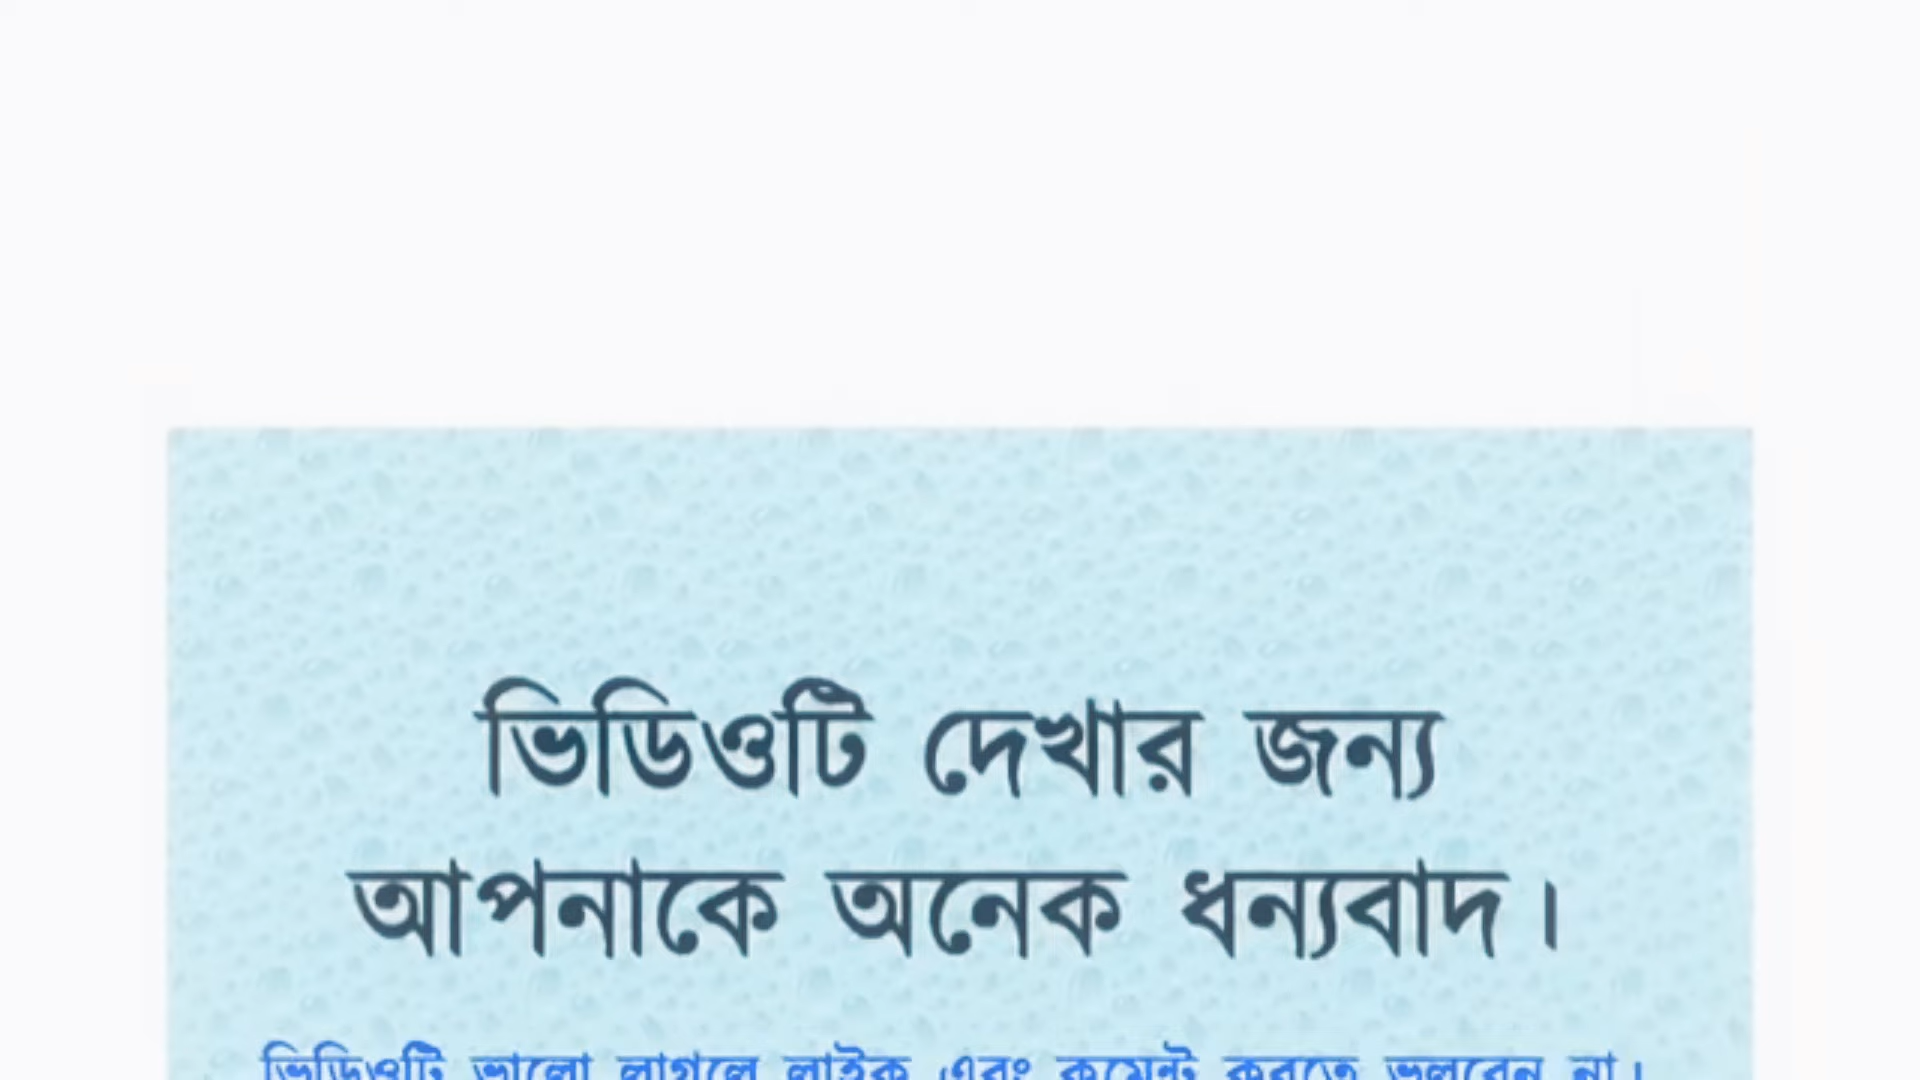 ভিডিওটি দেখার জন্য
আপনাকে অনেক ধন্যবাদ।
ভিডিওটি ভালো লাগলে লাইক এবং কমেন্ট করতে ভুলবেন না।